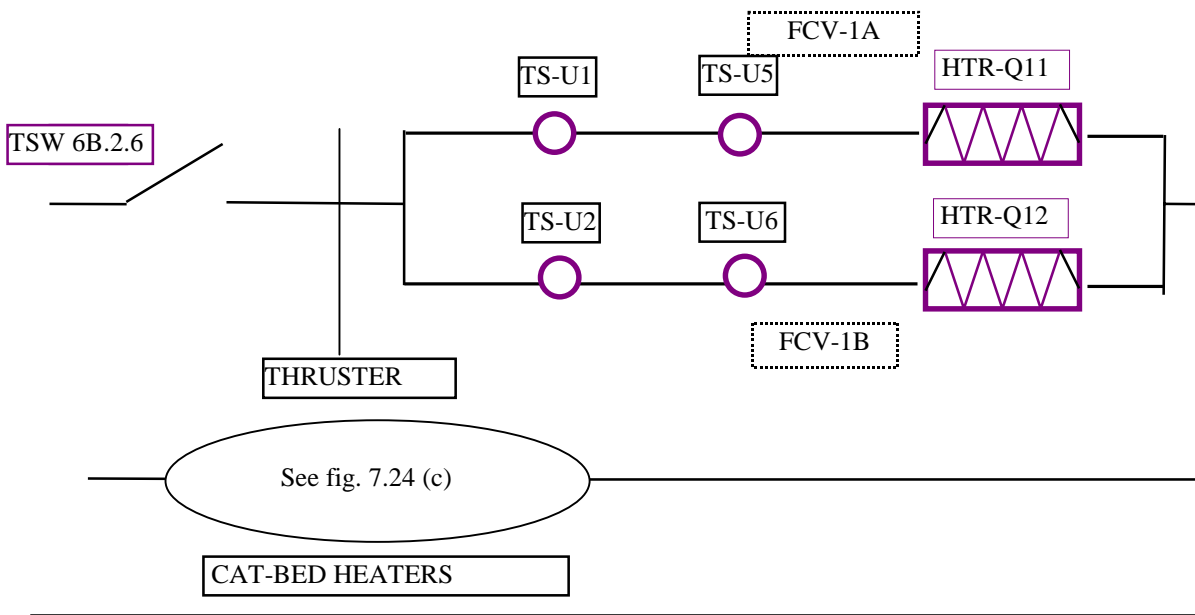 FCV-1A
TS-U1
TS-U5
HTR-Q11
TSW 6B.2.6
TS-U2
TS-U6
HTR-Q12
FCV-1B
THRUSTER
See fig. 7.24 (c)
CAT-BED HEATERS